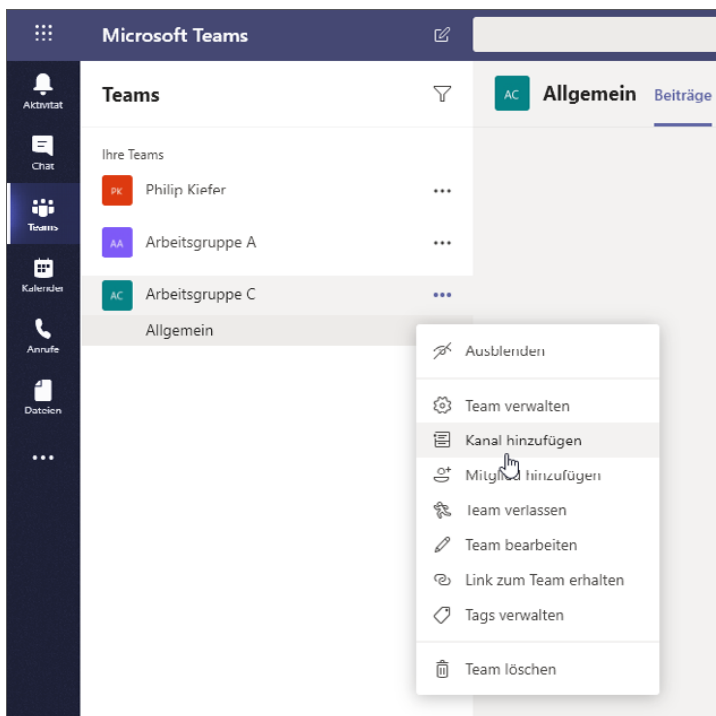 Microsoft Teams
Aktivität
Chat
Teams
Kalender
Anrufe
Dateien
Teams
Ihre Teams
PK Philip Kiefer
AA Arbeitsgruppe A
AC Arbeitsgruppe C
Allgemein
AC Allgemein Beiträge
Ausblenden
Team verwalten
Kanal hinzufügen
Mitglied hinzufügen
Team verlassen
Team bearbeiten
Link zum Team erhalten
Tags verwalten
Team löschen